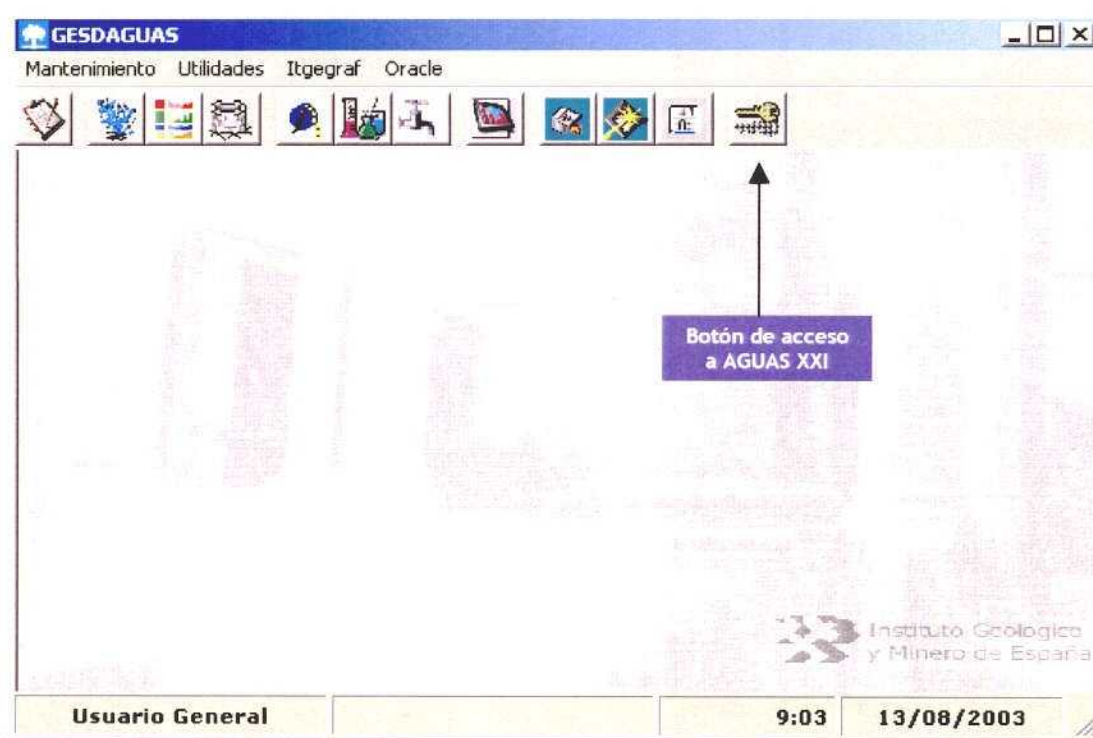 GESDAGUAS
Mantenimiento Utilidades Itgegraf Oracle
Botón de acceso
a AGUAS XXI
Instituto Geologico
y Minero de España
Usuario General 9:03 13/08/2003